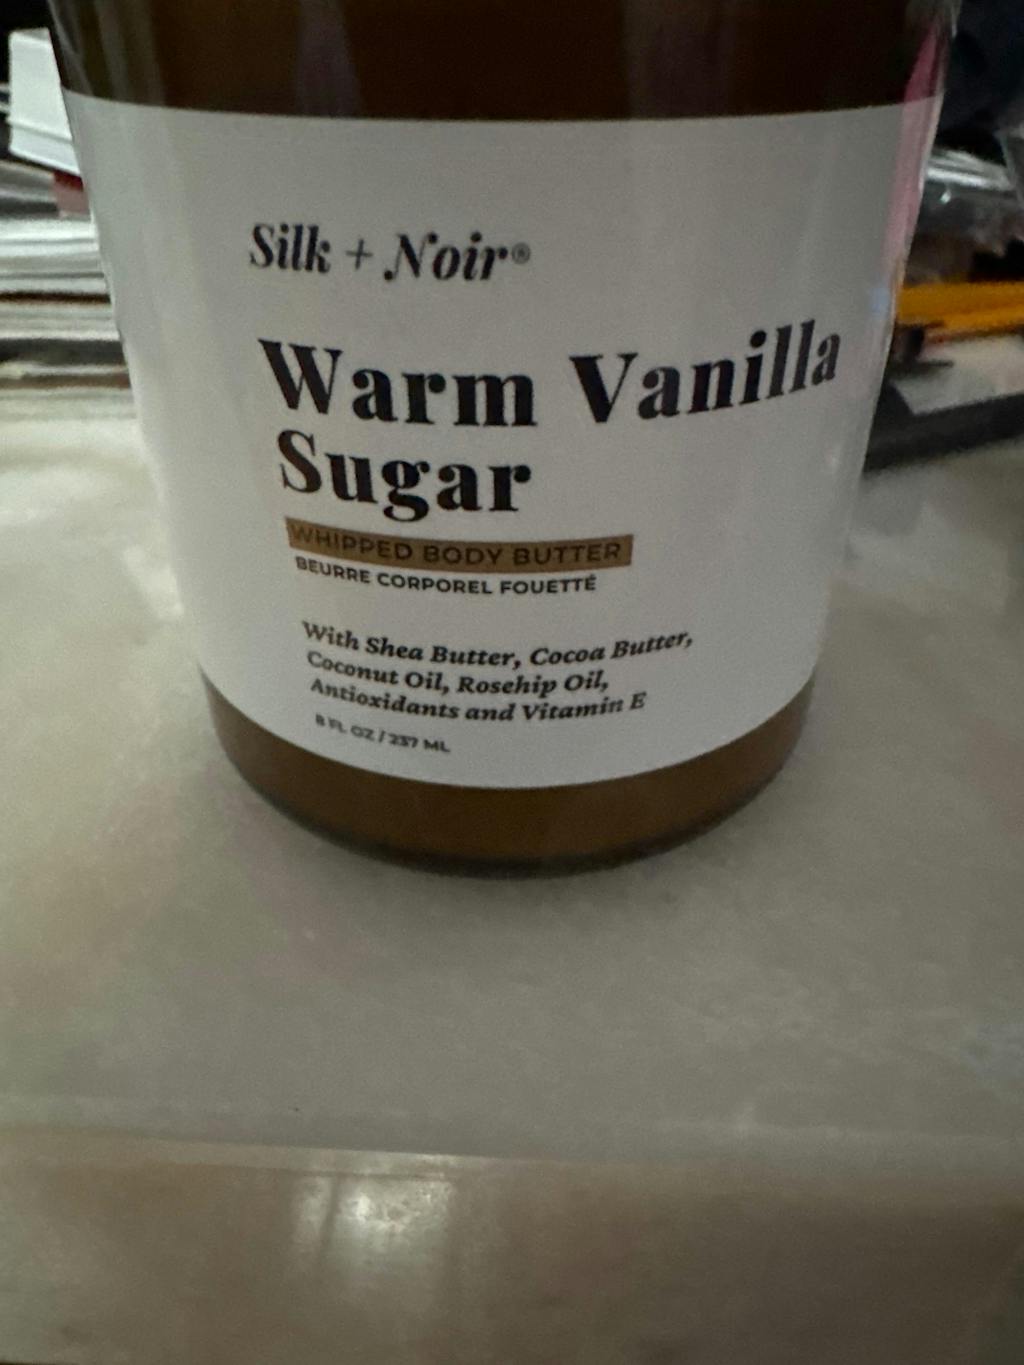 Silk + Noir®
Warm Vanilla
Sugar
WHIPPED BODY BUTTER
BEURRE CORPOREL FOUETTÉ
With Shea Butter, Cocoa Butter,
Coconut Oil, Rosehip Oil,
Antioxidants and Vitamin E
8 FL OZ / 237 ML